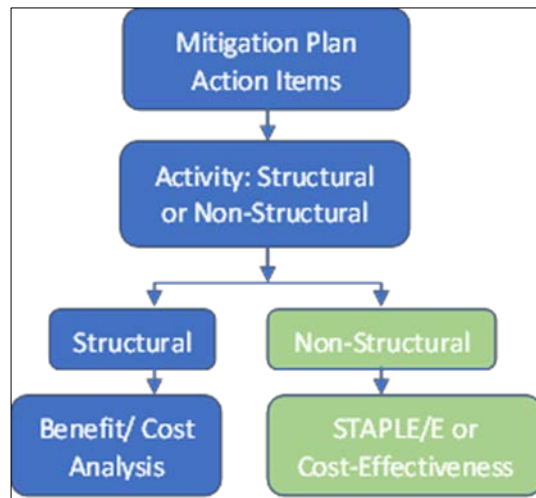 Mitigation Plan
Action Items
Activity: Structural
or Non-Structural
Structural
Non-Structural
Benefit/ Cost
Analysis
STAPLE/E or
Cost-Effectiveness